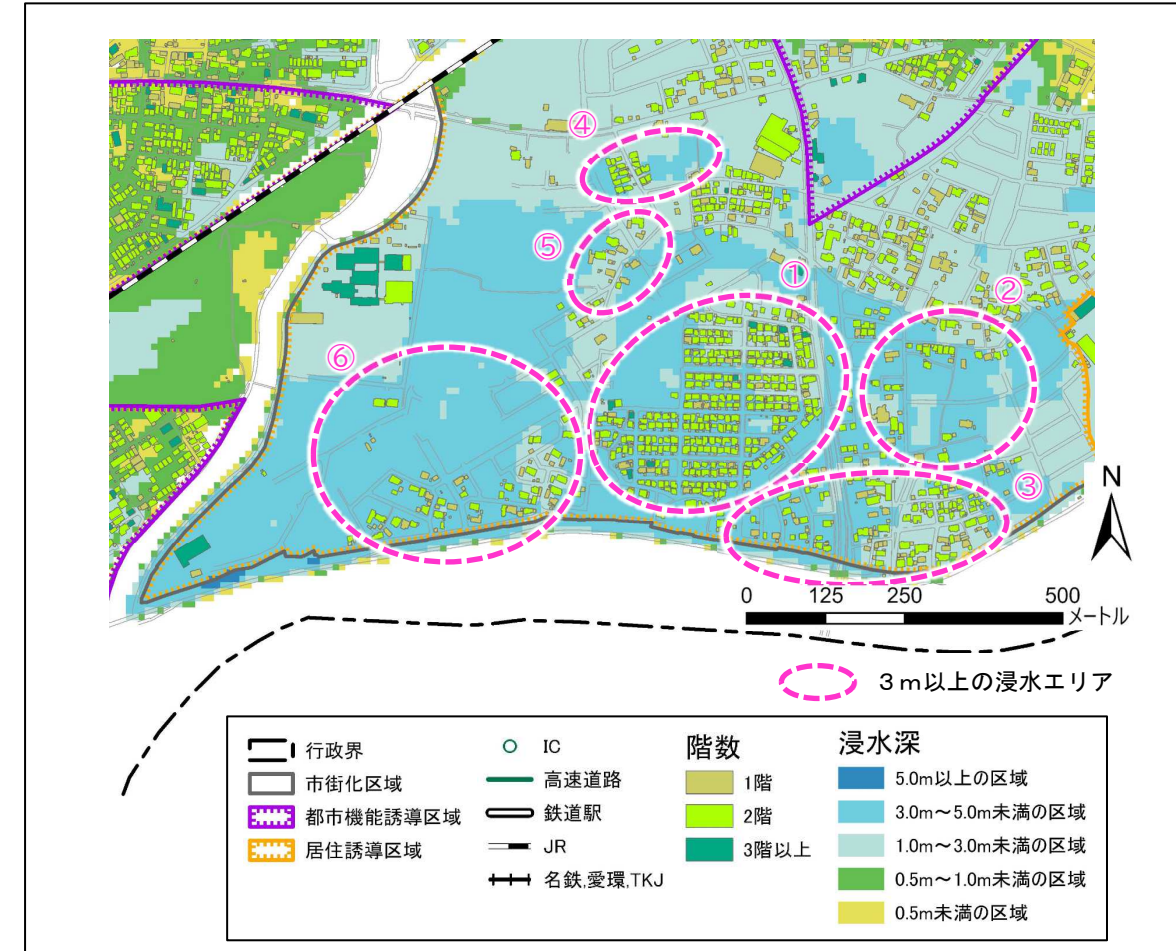 ④
⑤
①
②
⑥
③
N
0 125 250 500
メートル
3m以上の浸水エリア
行政界
市街化区域
都市機能誘導区域
居住誘導区域
IC
高速道路
鉄道駅
JR
名鉄,愛環,TKJ
階数
1階
2階
3階以上
浸水深
5.0m以上の区域
3.0m～5.0m未満の区域
1.0m～3.0m未満の区域
0.5m～1.0m未満の区域
0.5m未満の区域